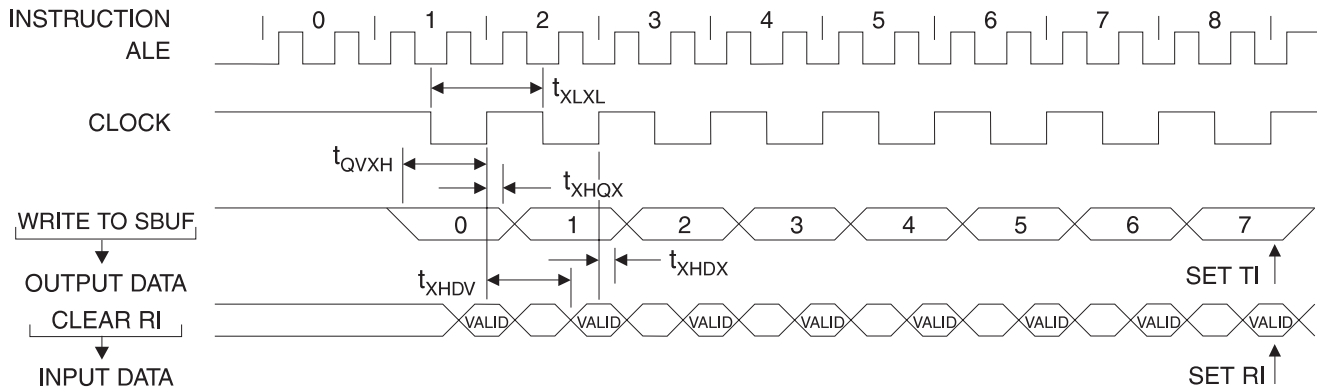 INSTRUCTION 0 1 2 3 4 5 6 7 8
ALE
tXLXL
CLOCK
tQVXH
tXHQX
WRITE TO SBUF 0 1 2 3 4 5 6 7
tXHDX
OUTPUT DATA SET TI
tXHDV
CLEAR RI VALID VALID VALID VALID VALID VALID VALID VALID
INPUT DATA SET RI